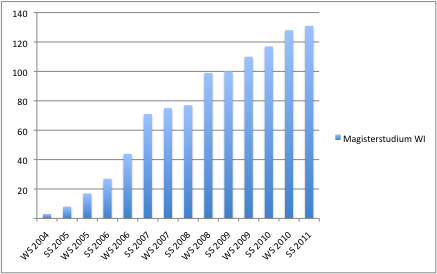 140
120
100
80
60
40
20
Magisterstudium WI
WS 2004
SS 2005
WS 2005
SS 2006
WS 2006
SS 2007
WS 2007
SS 2008
WS 2008
SS 2009
WS 2009
SS 2010
WS 2010
SS 2011